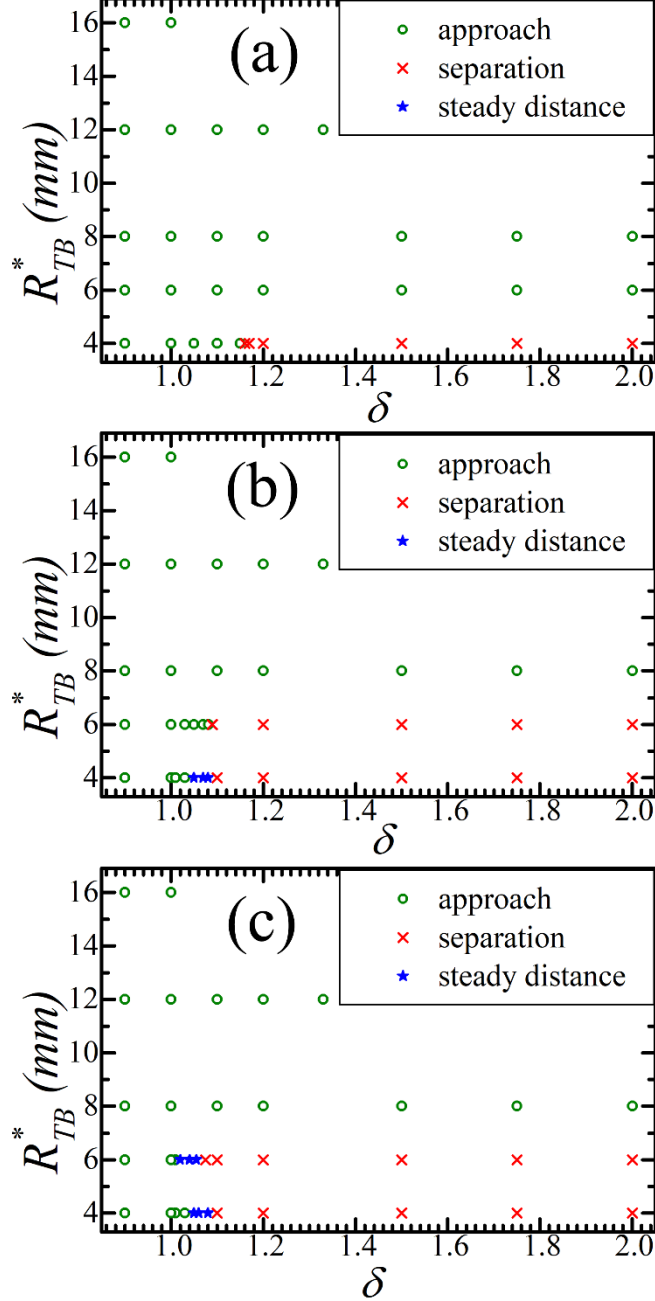 (a)
approach
separation
steady distance
16
14
12
10
8
6
4
R*TB (mm)
1.0 1.2 1.4 1.6 1.8 2.0
δ
(b)
approach
separation
steady distance
16
14
12
10
8
6
4
R*TB (mm)
1.0 1.2 1.4 1.6 1.8 2.0
δ
(c)
approach
separation
steady distance
16
14
12
10
8
6
4
R*TB (mm)
1.0 1.2 1.4 1.6 1.8 2.0
δ